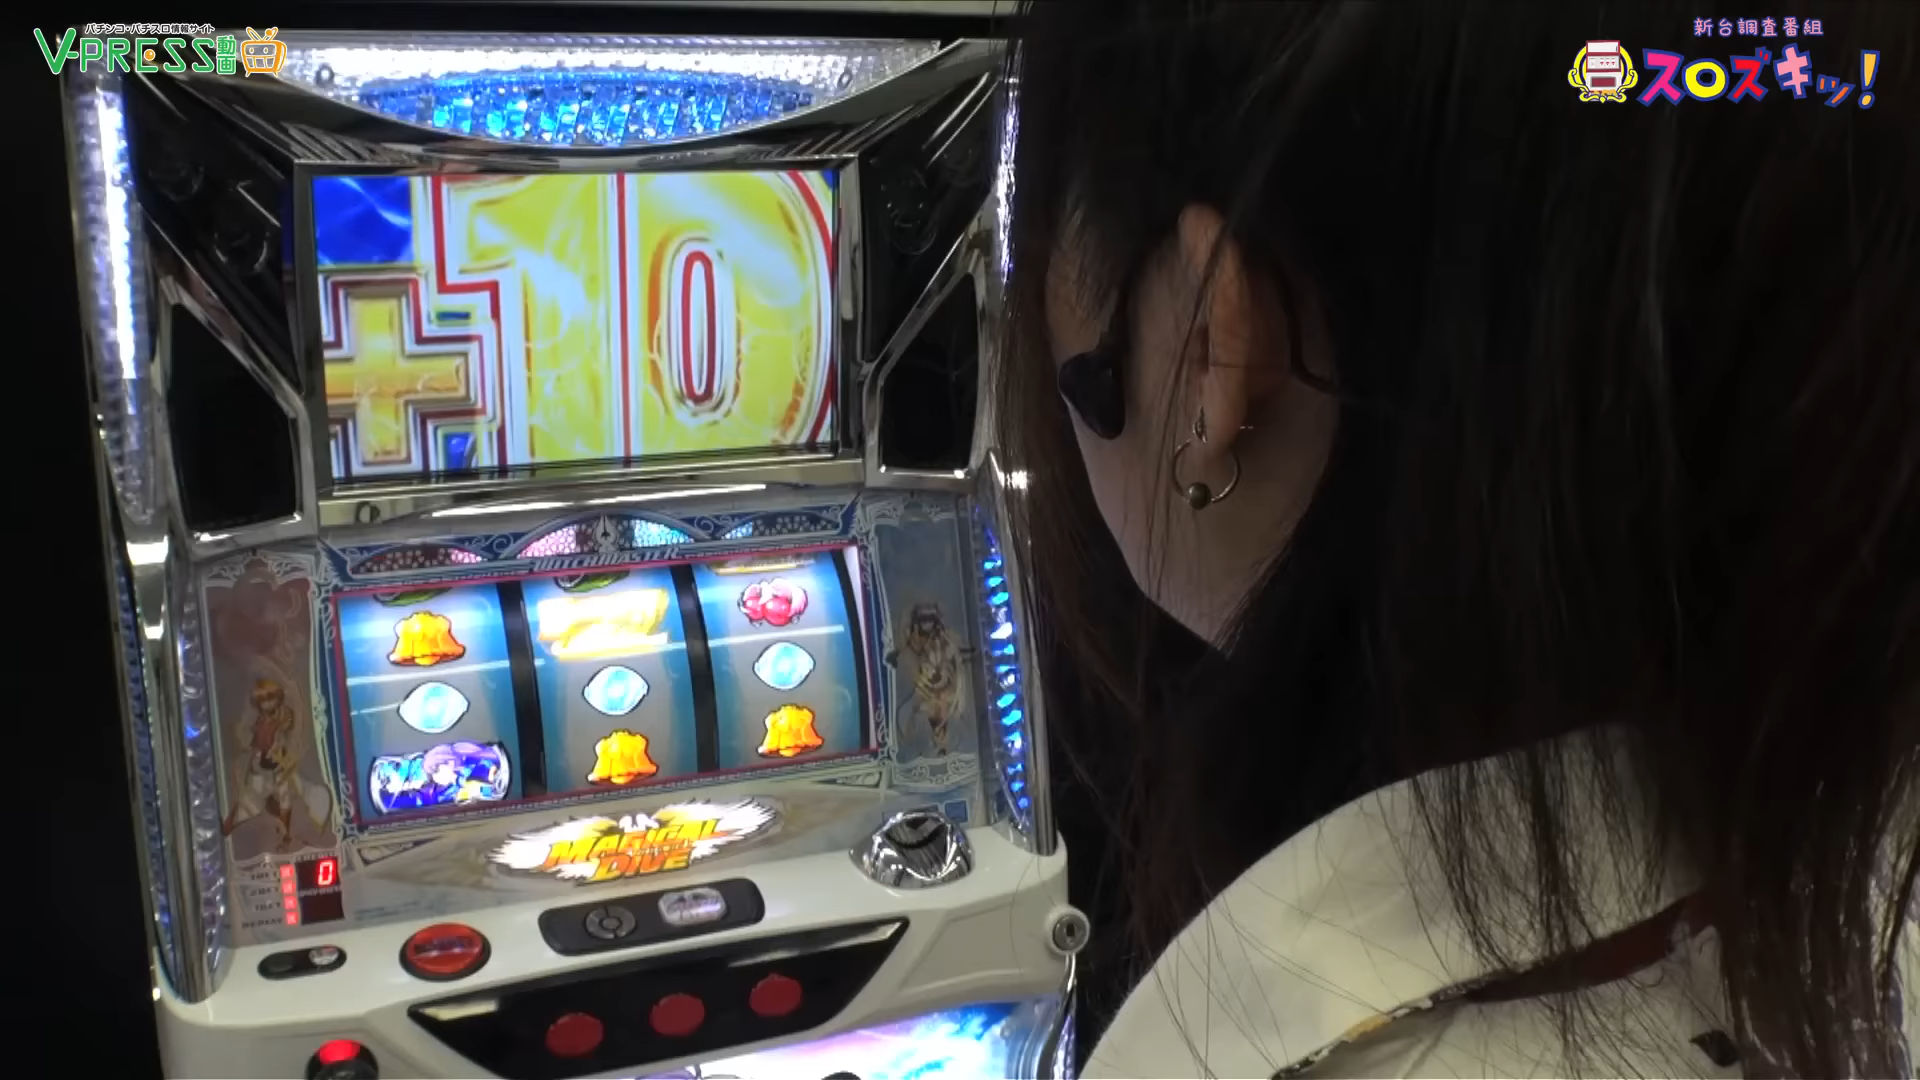 パチンコ・パチスロ情報サイト
V-PRESS動画
新台調査番組
スロズキッ!
+10
WITCHMASTER
MAGICAL
DIVE
0